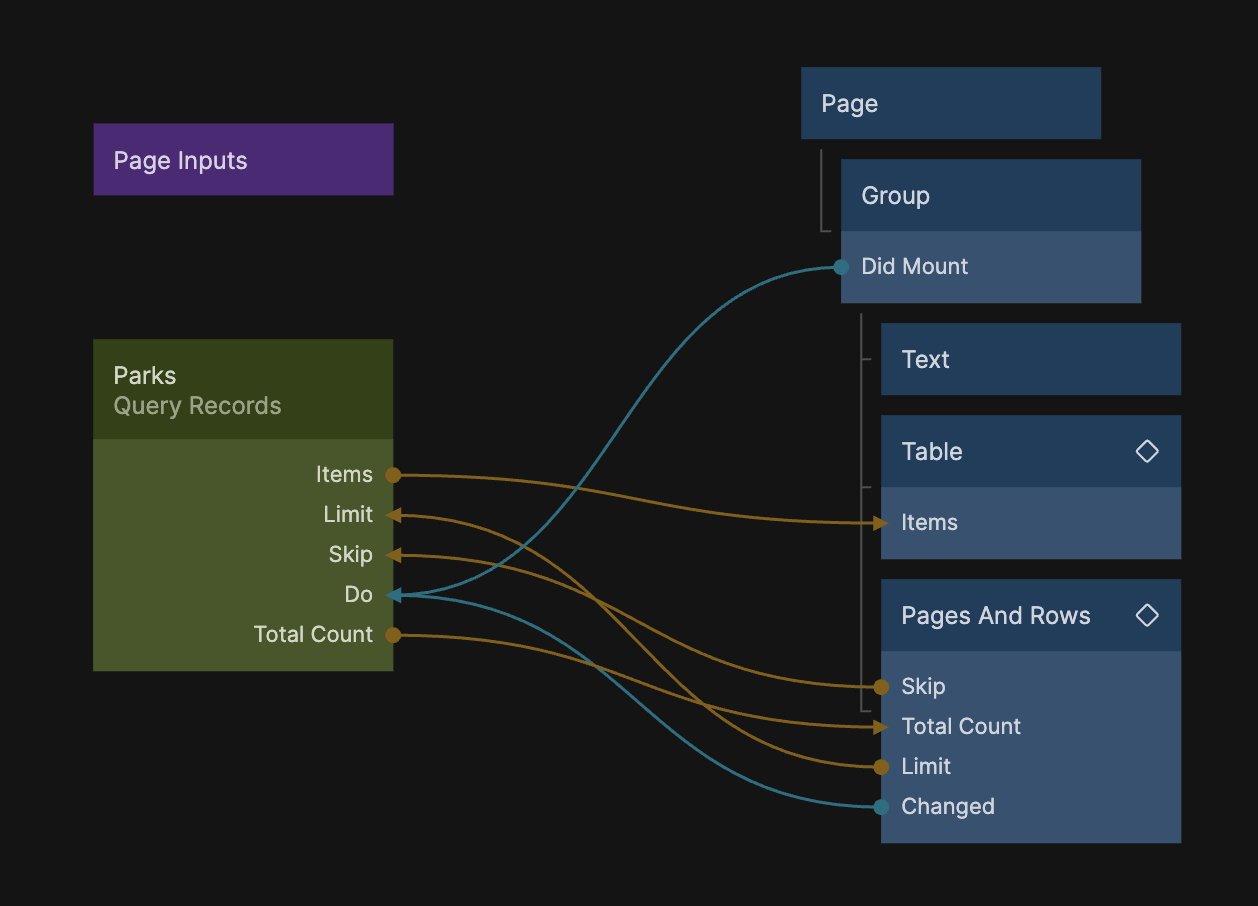 Page Inputs
Parks
Query Records
Items
Limit
Skip
Do
Total Count
Page
Group
Did Mount
Text
Table
Items
Pages And Rows
Skip
Total Count
Limit
Changed